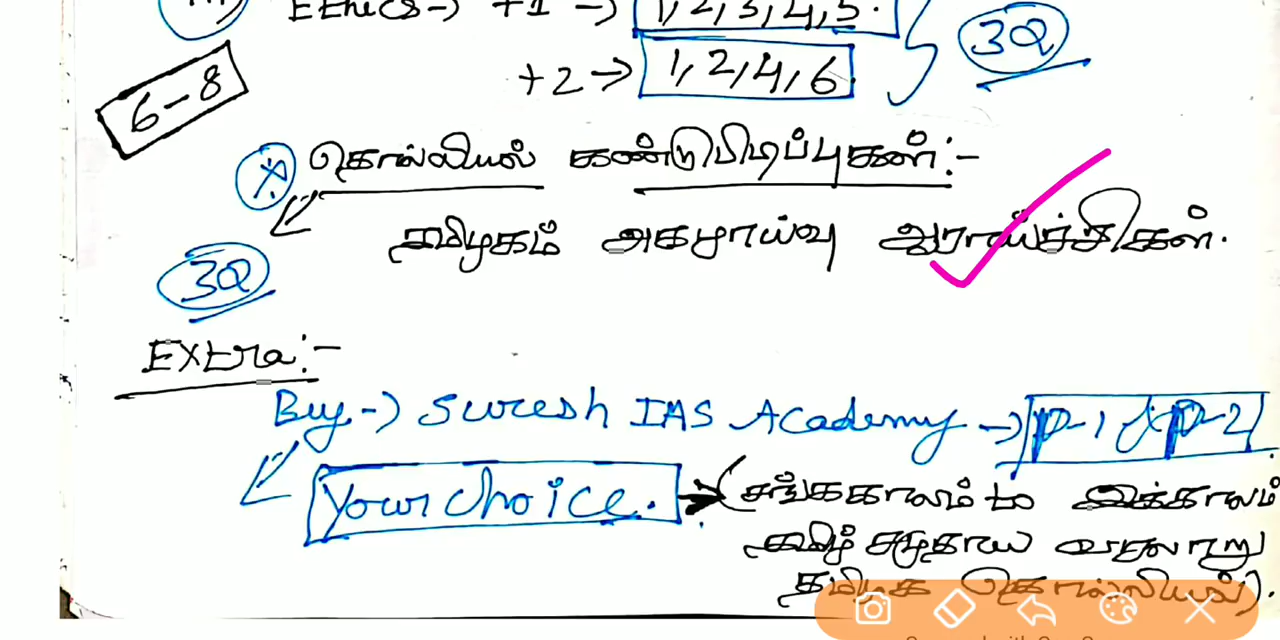 Ethics -> +1 -> 1, 2, 3, 4, 5.
3Q
+2 -> 1, 2, 4, 6
6-8
தொல்லியல் கண்டுபிடிப்புகள் :-
தமிழகம் அகழாய்வு ஆராய்ச்சிகள்.
3Q
Extra :-
Buy -> Suresh IAS Academy -> P-1 & P-2
Your choice. -> (சங்ககாலம் to இக்காலம்
தமிழ் சமுதாய வரலாறு
தமிழக தொல்லியல்).